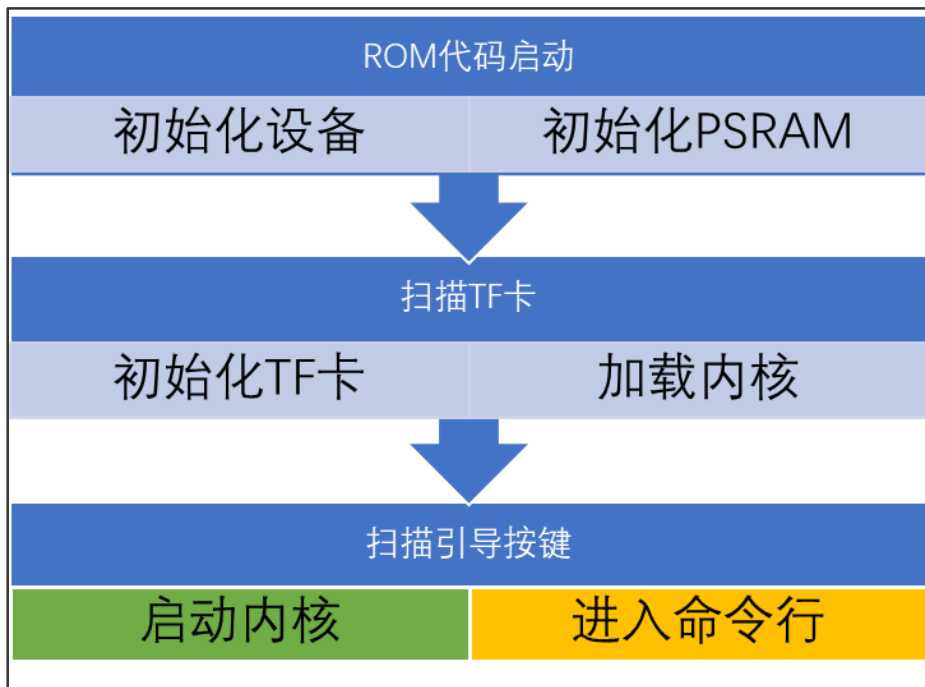 ROM代码启动
初始化设备
初始化PSRAM
扫描TF卡
初始化TF卡
加载内核
扫描引导按键
启动内核
进入命令行